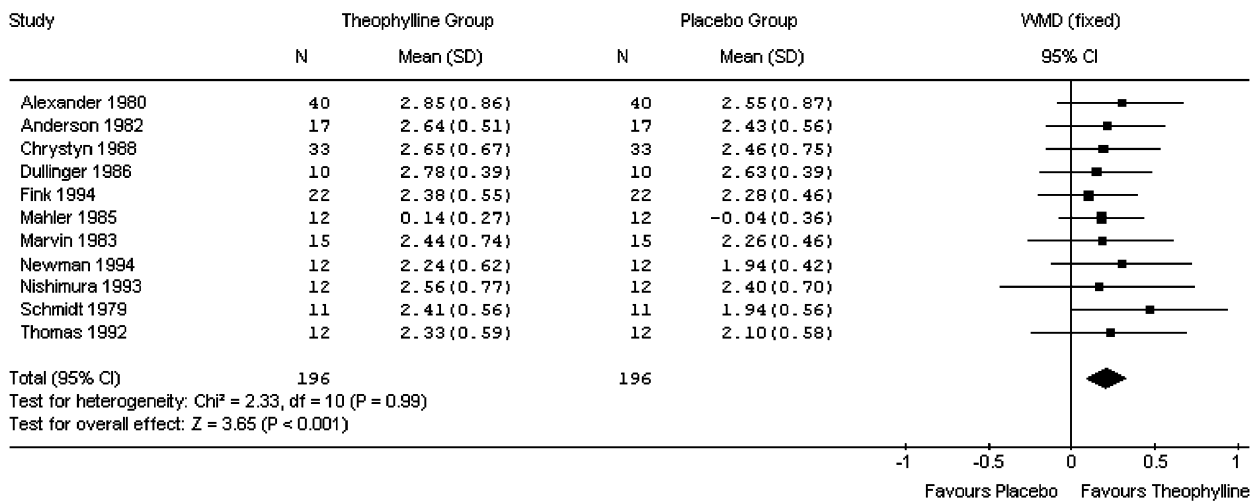 Study Theophylline Group Placebo Group WMD (fixed)
N Mean (SD) N Mean (SD) 95% CI
Alexander 1980 40 2.85(0.86) 40 2.55(0.87)
Anderson 1982 17 2.64(0.51) 17 2.43(0.56)
Chrystyn 1988 33 2.65(0.67) 33 2.46(0.75)
Dullinger 1986 10 2.78(0.39) 10 2.63(0.39)
Fink 1994 22 2.38(0.55) 22 2.28(0.46)
Mahler 1985 12 0.14(0.27) 12 -0.04(0.36)
Marvin 1983 15 2.44(0.74) 15 2.26(0.46)
Newman 1994 12 2.24(0.62) 12 1.94(0.42)
Nishimura 1993 12 2.56(0.77) 12 2.40(0.70)
Schmidt 1979 11 2.41(0.56) 11 1.94(0.56)
Thomas 1992 12 2.33(0.59) 12 2.10(0.58)
Total (95% CI) 196 196
Test for heterogeneity: Chi² = 2.33, df = 10 (P = 0.99)
Test for overall effect: Z = 3.65 (P < 0.001)
-1 -0.5 0 0.5 1
Favours Placebo Favours Theophylline